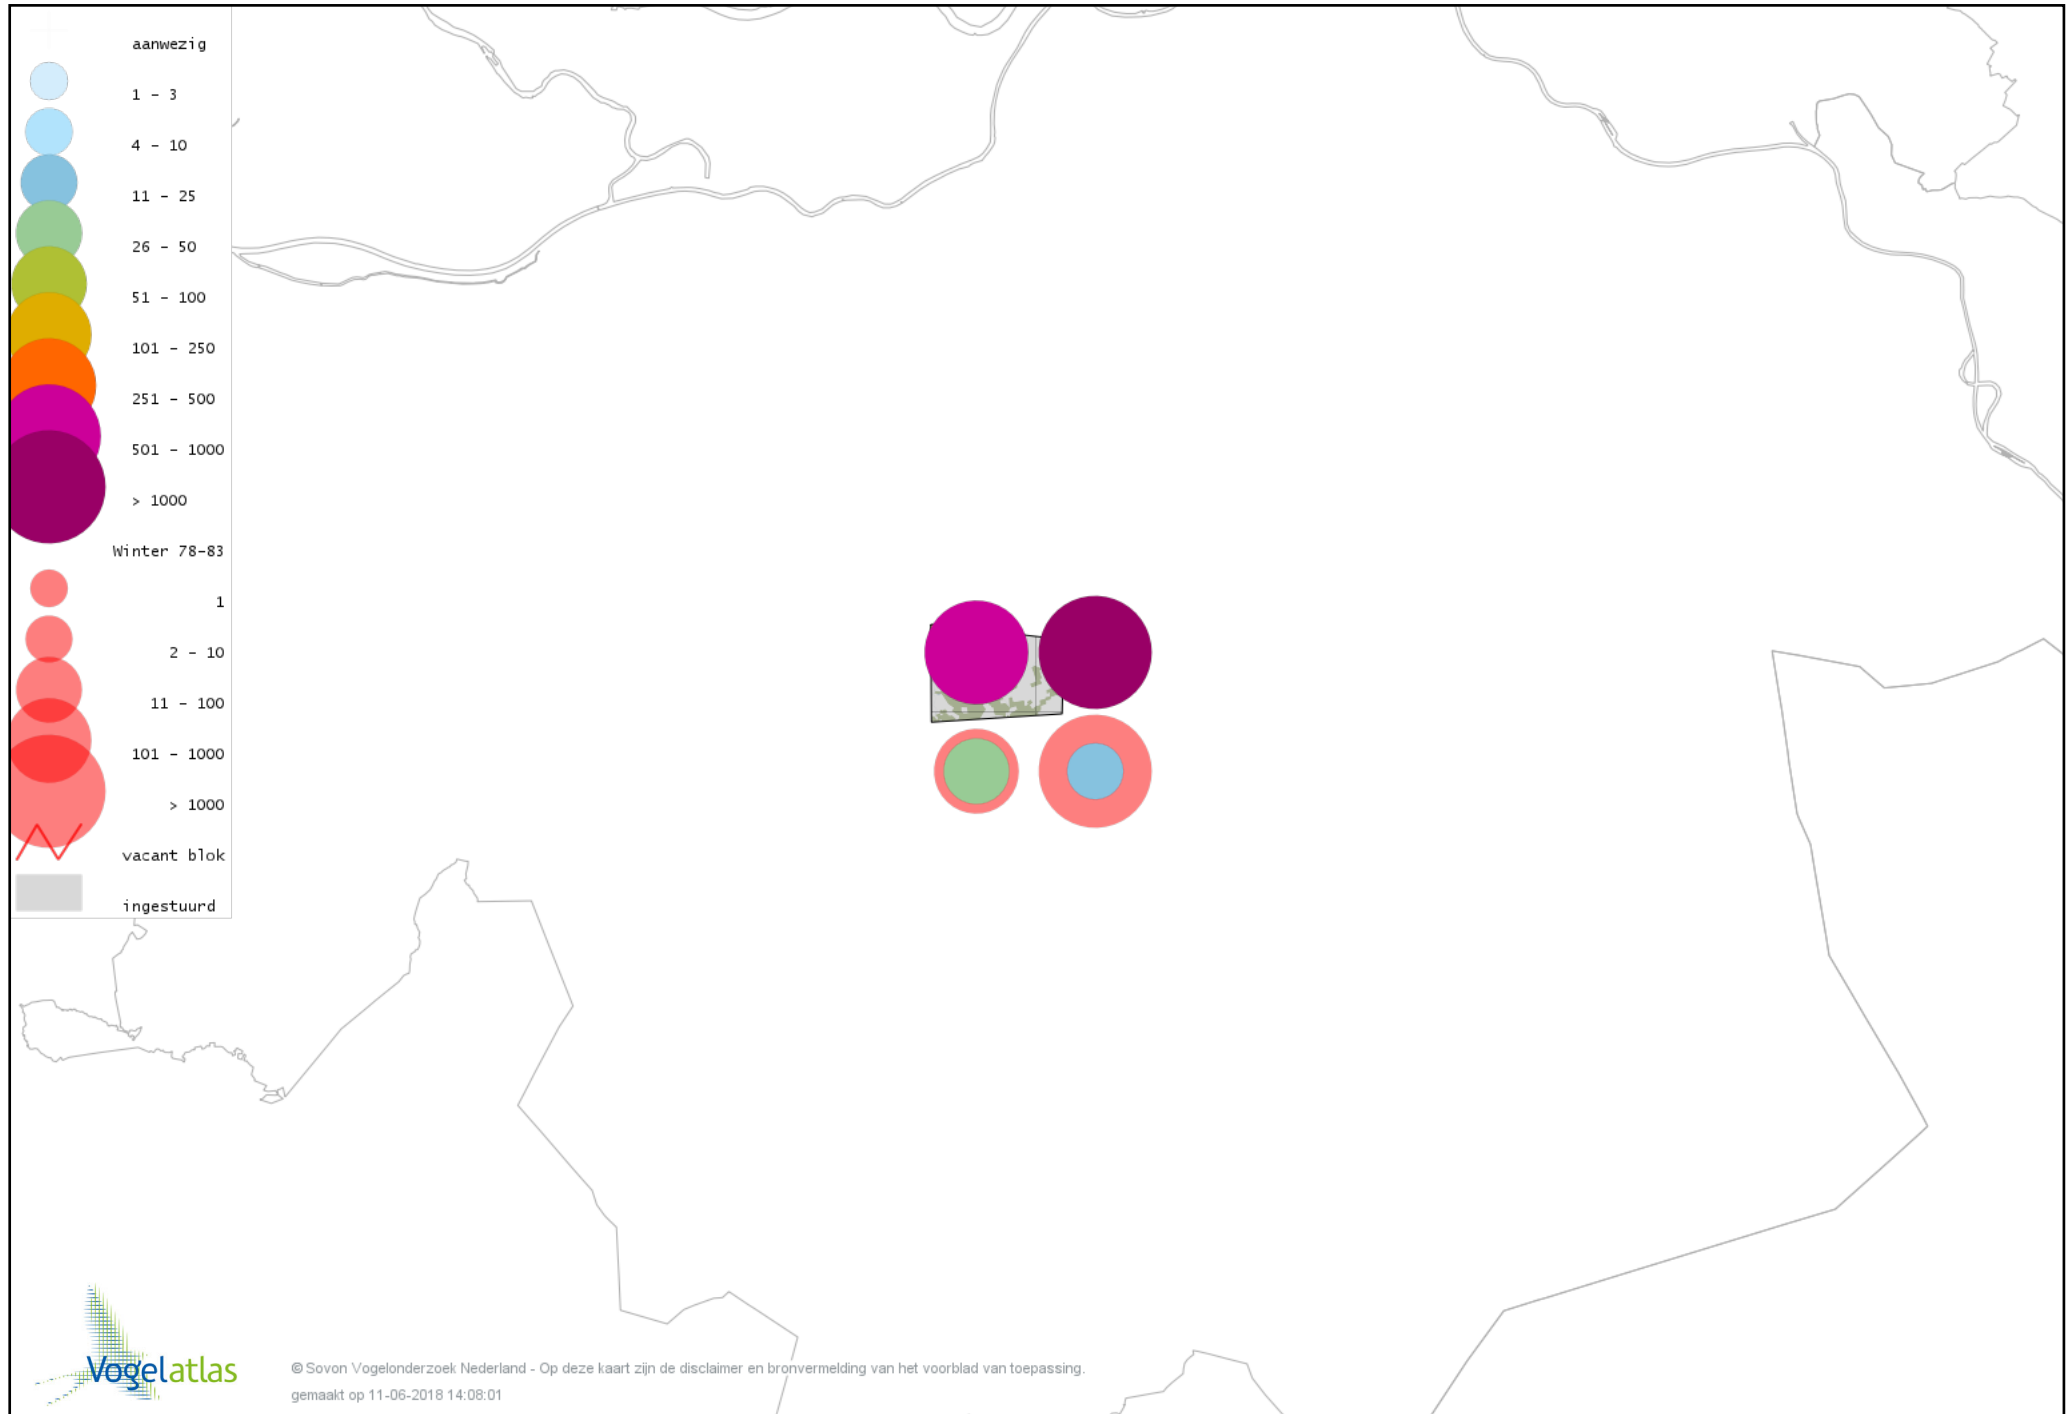 aanwezig
1 - 3
4 - 10
11 - 25
26 - 50
51 - 100
101 - 250
251 - 500
501 - 1000
> 1000
Winter 78-83
1
2 - 10
11 - 100
101 - 1000
> 1000
vacant blok
ingestuurd
Vogelatlas
© Sovon Vogelonderzoek Nederland - Op deze kaart zijn de disclaimer en bronvermelding van het voorblad van toepassing.
gemaakt op 11-06-2018 14:08:01